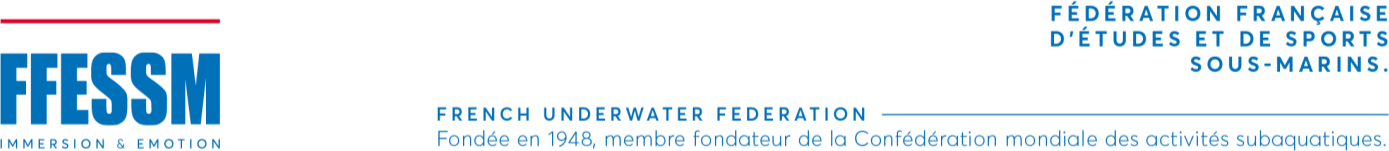 FFESSM
IMMERSION & EMOTION
FÉDÉRATION FRANÇAISE
D'ÉTUDES ET DE SPORTS
SOUS-MARINS.
FRENCH UNDERWATER FEDERATION
Fondée en 1948, membre fondateur de la Confédération mondiale des activités subaquatiques.